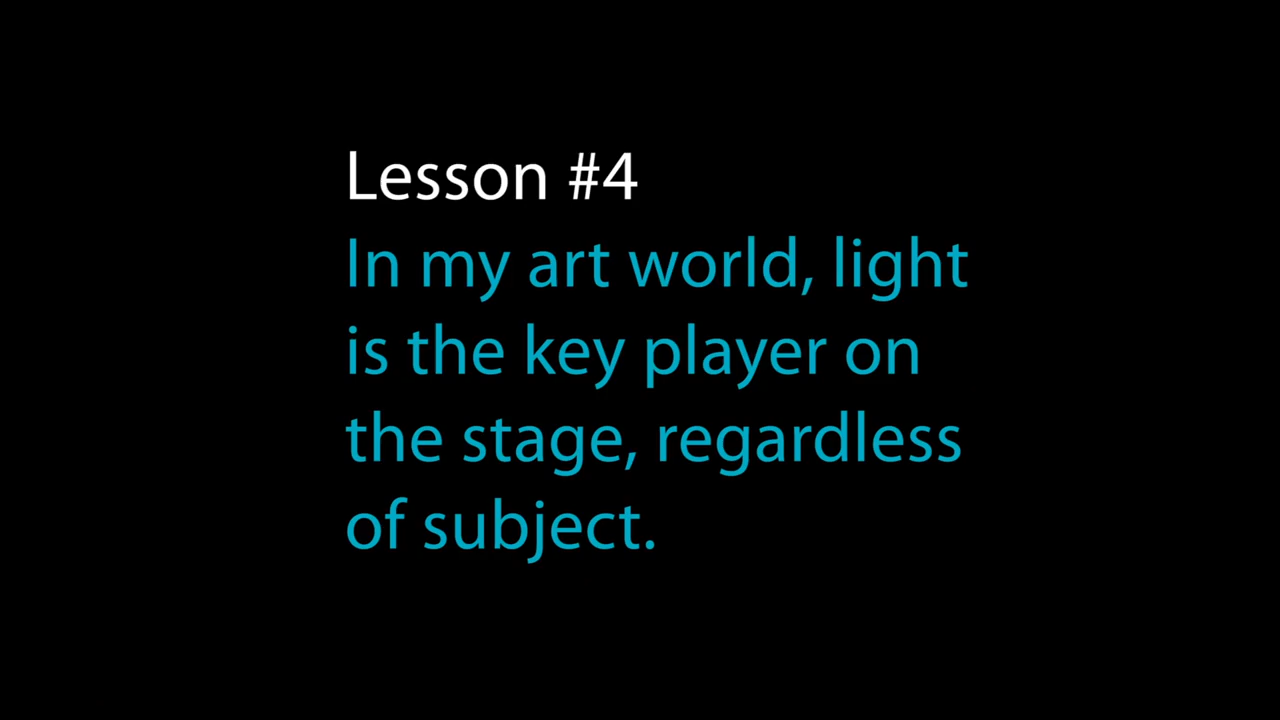 Lesson #4
In my art world, light
is the key player on
the stage, regardless
of subject.